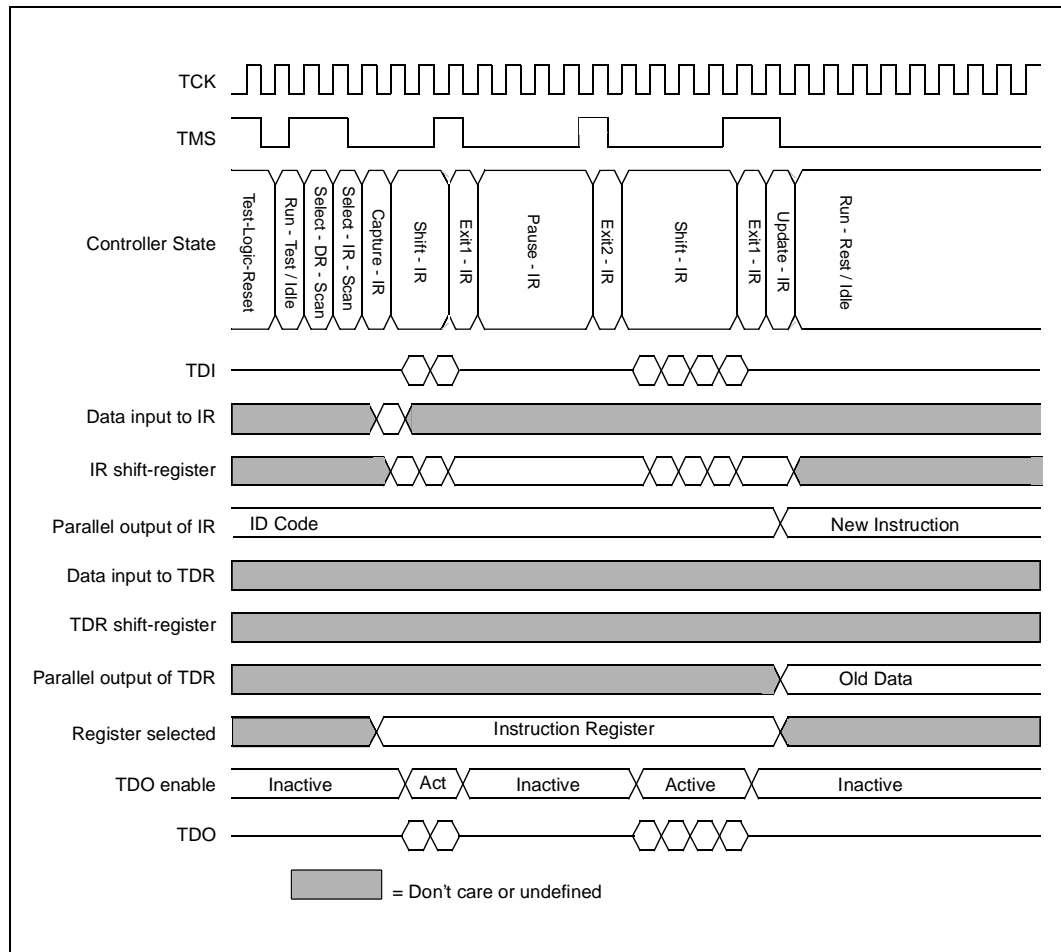 TCK
TMS
Controller State
Test-Logic-Reset
Run - Test / Idle
Select - DR - Scan
Select - IR - Scan
Capture - IR
Shift - IR
Exit1 - IR
Pause - IR
Exit2 - IR
Shift - IR
Exit1 - IR
Update - IR
Run - Rest / Idle
TDI
Data input to IR
IR shift-register
Parallel output of IR
ID Code
New Instruction
Data input to TDR
TDR shift-register
Parallel output of TDR
Old Data
Register selected
Instruction Register
TDO enable
Inactive
Act
Inactive
Active
Inactive
TDO
= Don't care or undefined